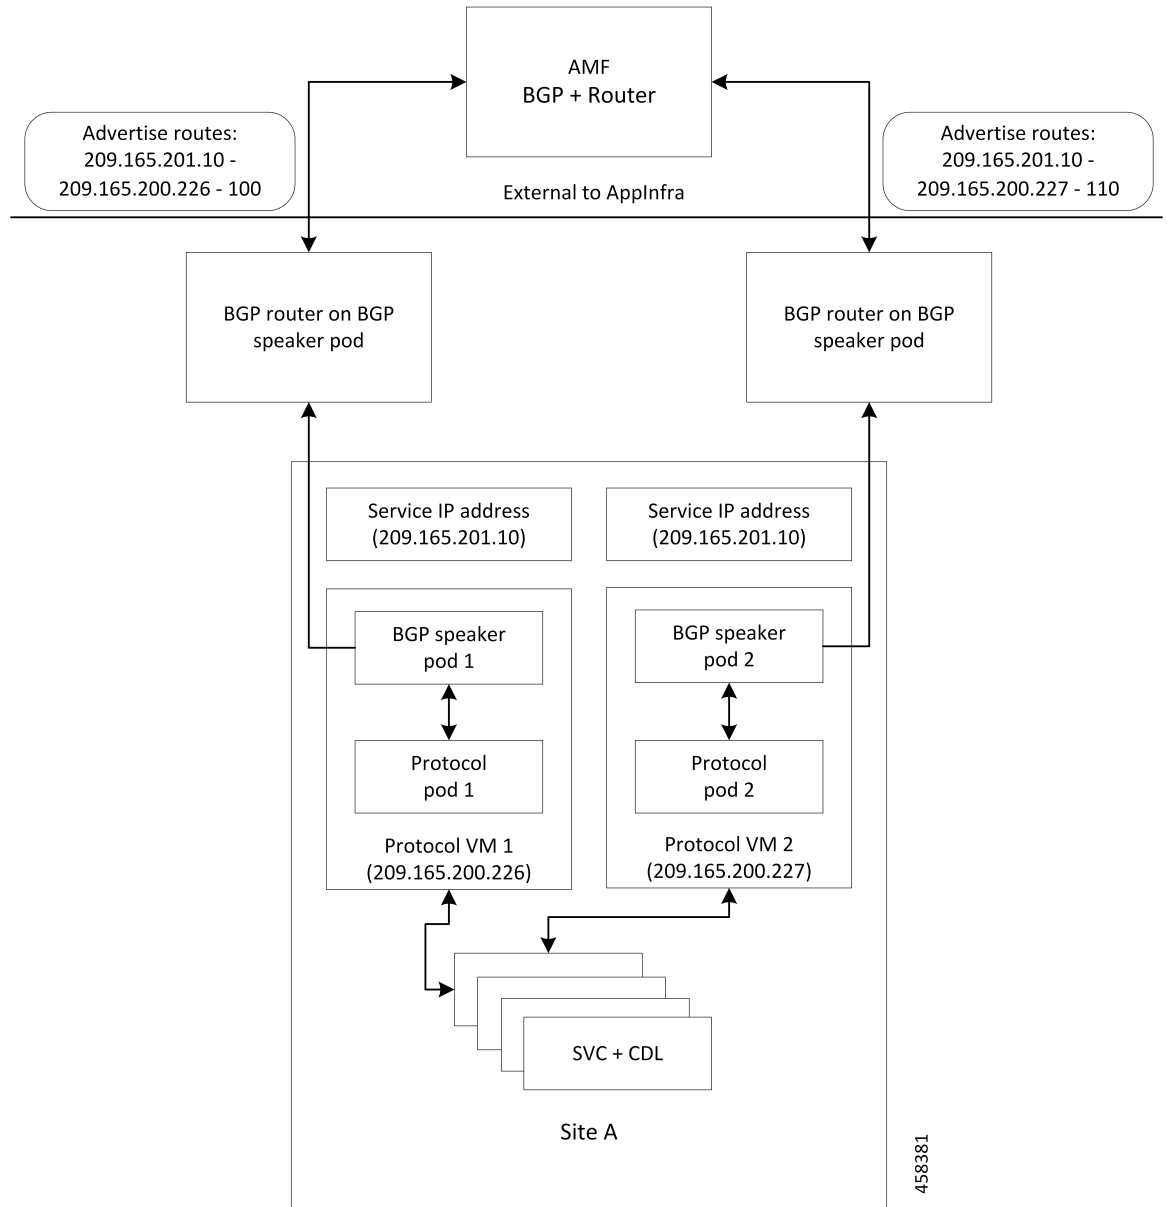 AMF
BGP + Router
Advertise routes:
209.165.201.10 -
209.165.200.226 - 100
Advertise routes:
209.165.201.10 -
209.165.200.227 - 110
External to AppInfra
BGP router on BGP
speaker pod
BGP router on BGP
speaker pod
Service IP address
(209.165.201.10)
Service IP address
(209.165.201.10)
BGP speaker
pod 1
BGP speaker
pod 2
Protocol
pod 1
Protocol
pod 2
Protocol VM 1
(209.165.200.226)
Protocol VM 2
(209.165.200.227)
SVC + CDL
Site A
458381